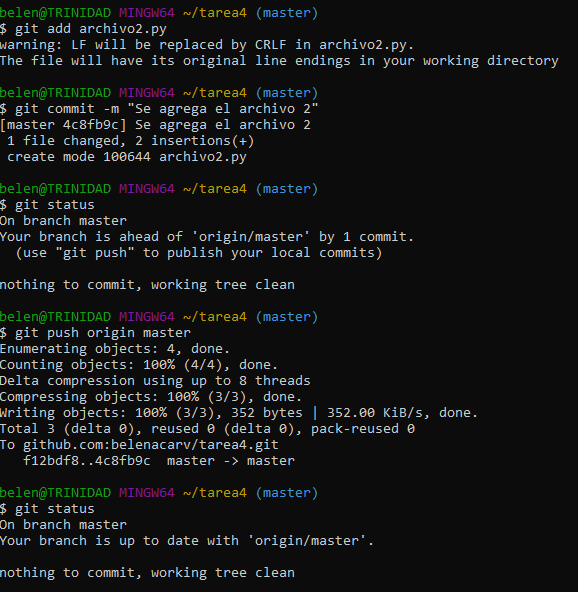 belen@TRINIDAD MINGW64 ~/tarea4 (master)
$ git add archivo2.py
warning: LF will be replaced by CRLF in archivo2.py.
The file will have its original line endings in your working directory

belen@TRINIDAD MINGW64 ~/tarea4 (master)
$ git commit -m "Se agrega el archivo 2"
[master 4c8fb9c] Se agrega el archivo 2
 1 file changed, 2 insertions(+)
 create mode 100644 archivo2.py

belen@TRINIDAD MINGW64 ~/tarea4 (master)
$ git status
On branch master
Your branch is ahead of 'origin/master' by 1 commit.
  (use "git push" to publish your local commits)

nothing to commit, working tree clean

belen@TRINIDAD MINGW64 ~/tarea4 (master)
$ git push origin master
Enumerating objects: 4, done.
Counting objects: 100% (4/4), done.
Delta compression using up to 8 threads
Compressing objects: 100% (3/3), done.
Writing objects: 100% (3/3), 352 bytes | 352.00 KiB/s, done.
Total 3 (delta 0), reused 0 (delta 0), pack-reused 0
To github.com:belenacarv/tarea4.git
   f12bdf8..4c8fb9c  master -> master

belen@TRINIDAD MINGW64 ~/tarea4 (master)
$ git status
On branch master
Your branch is up to date with 'origin/master'.

nothing to commit, working tree clean